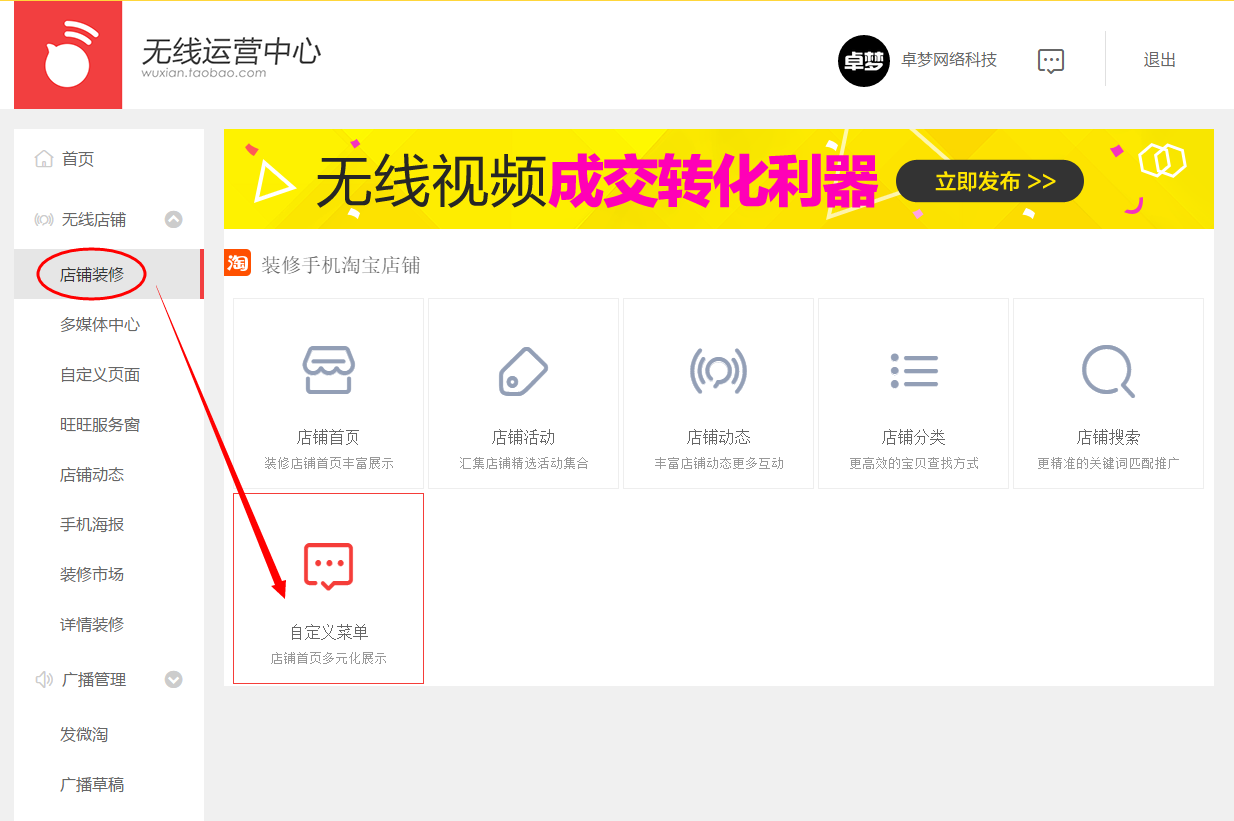 无线运营中心
wuxian.taobao.com
卓梦
卓梦网络科技
退出
首页
无线店铺
店铺装修
多媒体中心
自定义页面
旺旺服务窗
店铺动态
手机海报
装修市场
详情装修
广播管理
发微淘
广播草稿
无线视频成交转化利器
立即发布 >>
淘 装修手机淘宝店铺
店铺首页
装修店铺首页丰富展示
店铺活动
汇集店铺精选活动集合
店铺动态
丰富店铺动态更多互动
店铺分类
更高效的宝贝查找方式
店铺搜索
更精准的关键词匹配推广
自定义菜单
店铺首页多元化展示